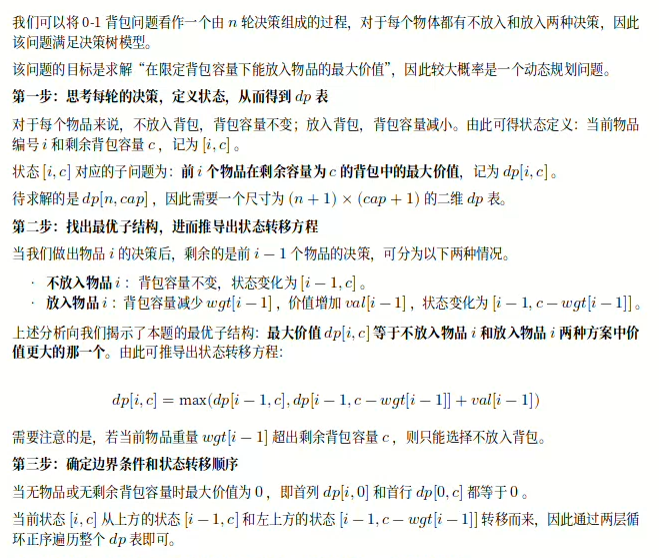 我们可以将 0-1 背包问题看作一个由 n 轮决策组成的过程，对于每个物体都有不放入和放入两种决策，因此
该问题满足决策树模型。
该问题的目标是求解“在限定背包容量下能放入物品的最大价值”，因此较大概率是一个动态规划问题。
第一步：思考每轮的决策，定义状态，从而得到 dp 表
对于每个物品来说，不放入背包，背包容量不变；放入背包，背包容量减小。由此可得状态定义：当前物品
编号 i 和剩余背包容量 c，记为 [i, c]。
状态 [i, c] 对应的子问题为：前 i 个物品在剩余容量为 c 的背包中的最大价值，记为 dp[i, c]。
待求解的是 dp[n, cap]，因此需要一个尺寸为 (n + 1) × (cap + 1) 的二维 dp 表。
第二步：找出最优子结构，进而推导出状态转移方程
当我们做出物品 i 的决策后，剩余的是前 i − 1 个物品的决策，可分为以下两种情况。
· 不放入物品 i：背包容量不变，状态变化为 [i − 1, c]。
· 放入物品 i：背包容量减少 wgt[i − 1]，价值增加 val[i − 1]，状态变化为 [i − 1, c − wgt[i − 1]]。
上述分析向我们揭示了本题的最优子结构：最大价值 dp[i, c] 等于不放入物品 i 和放入物品 i 两种方案中价
值更大的那一个。由此可推导出状态转移方程：
dp[i, c] = max(dp[i − 1, c], dp[i − 1, c − wgt[i − 1]] + val[i − 1])
需要注意的是，若当前物品重量 wgt[i − 1] 超出剩余背包容量 c，则只能选择不放入背包。
第三步：确定边界条件和状态转移顺序
当无物品或无剩余背包容量时最大价值为 0，即首列 dp[i, 0] 和首行 dp[0, c] 都等于 0。
当前状态 [i, c] 从上方的状态 [i − 1, c] 和左上方的状态 [i − 1, c − wgt[i − 1]] 转移而来，因此通过两层循
环正序遍历整个 dp 表即可。